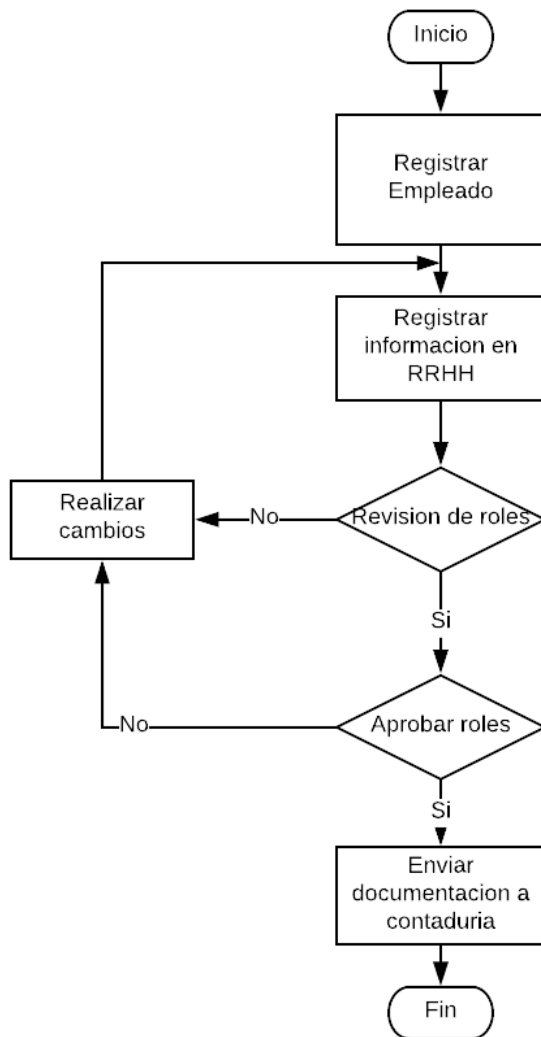 Inicio
Registrar
Empleado
Registrar
informacion en
RRHH
Realizar
cambios
No
Revision de roles
Si
No
Aprobar roles
Si
Enviar
documentacion a
contaduria
Fin